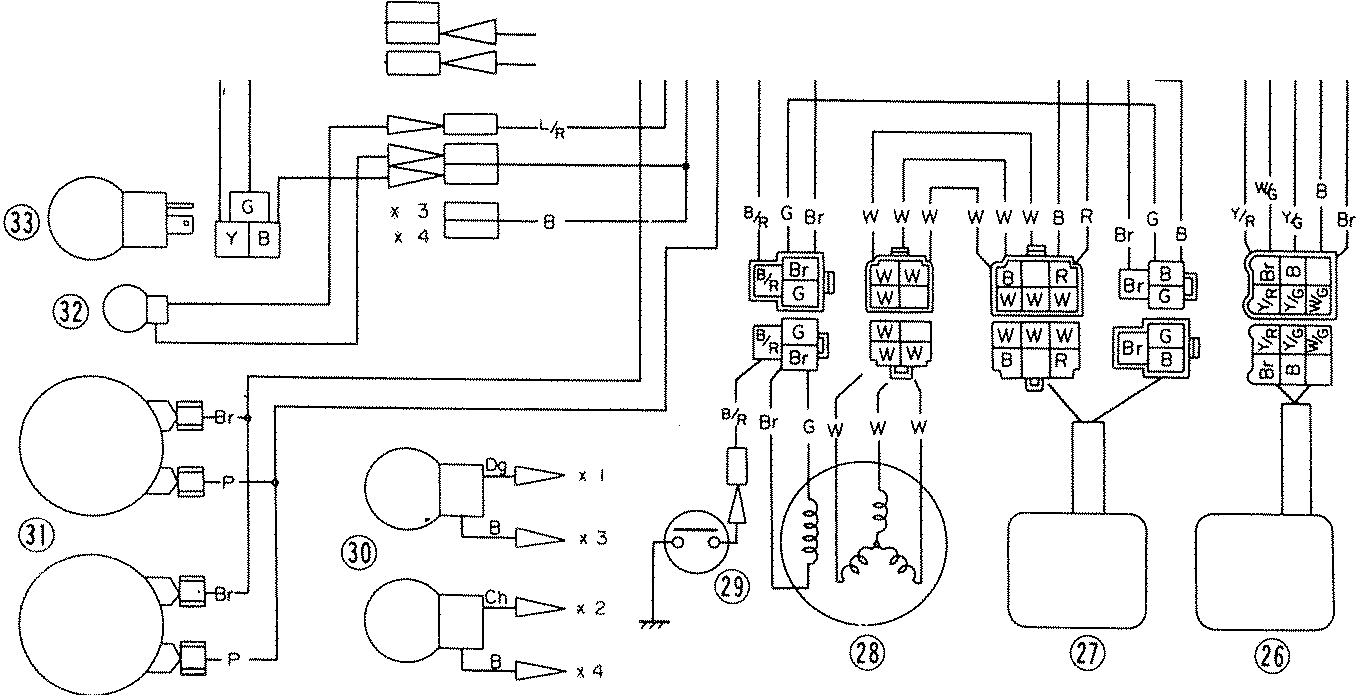 L/R
x 3
x 4
B
33
G
Y B
32
Br
P
31
Br
P
30
Dg x 1
B x 3
Ch x 2
B x 4
B/R G Br
B/R Br
G
B/R G
Br
B/R Br G
29
W W W W W W B R
W W
W
W
W W
W W W
28
B R
W W W
W W W
B R
27
Br G B
Br B
G
Br G
B
Y/R W/G Y/G B Br
Br B
Y/R Y/G W/G
Y/R Y/G W/G
Br B
26